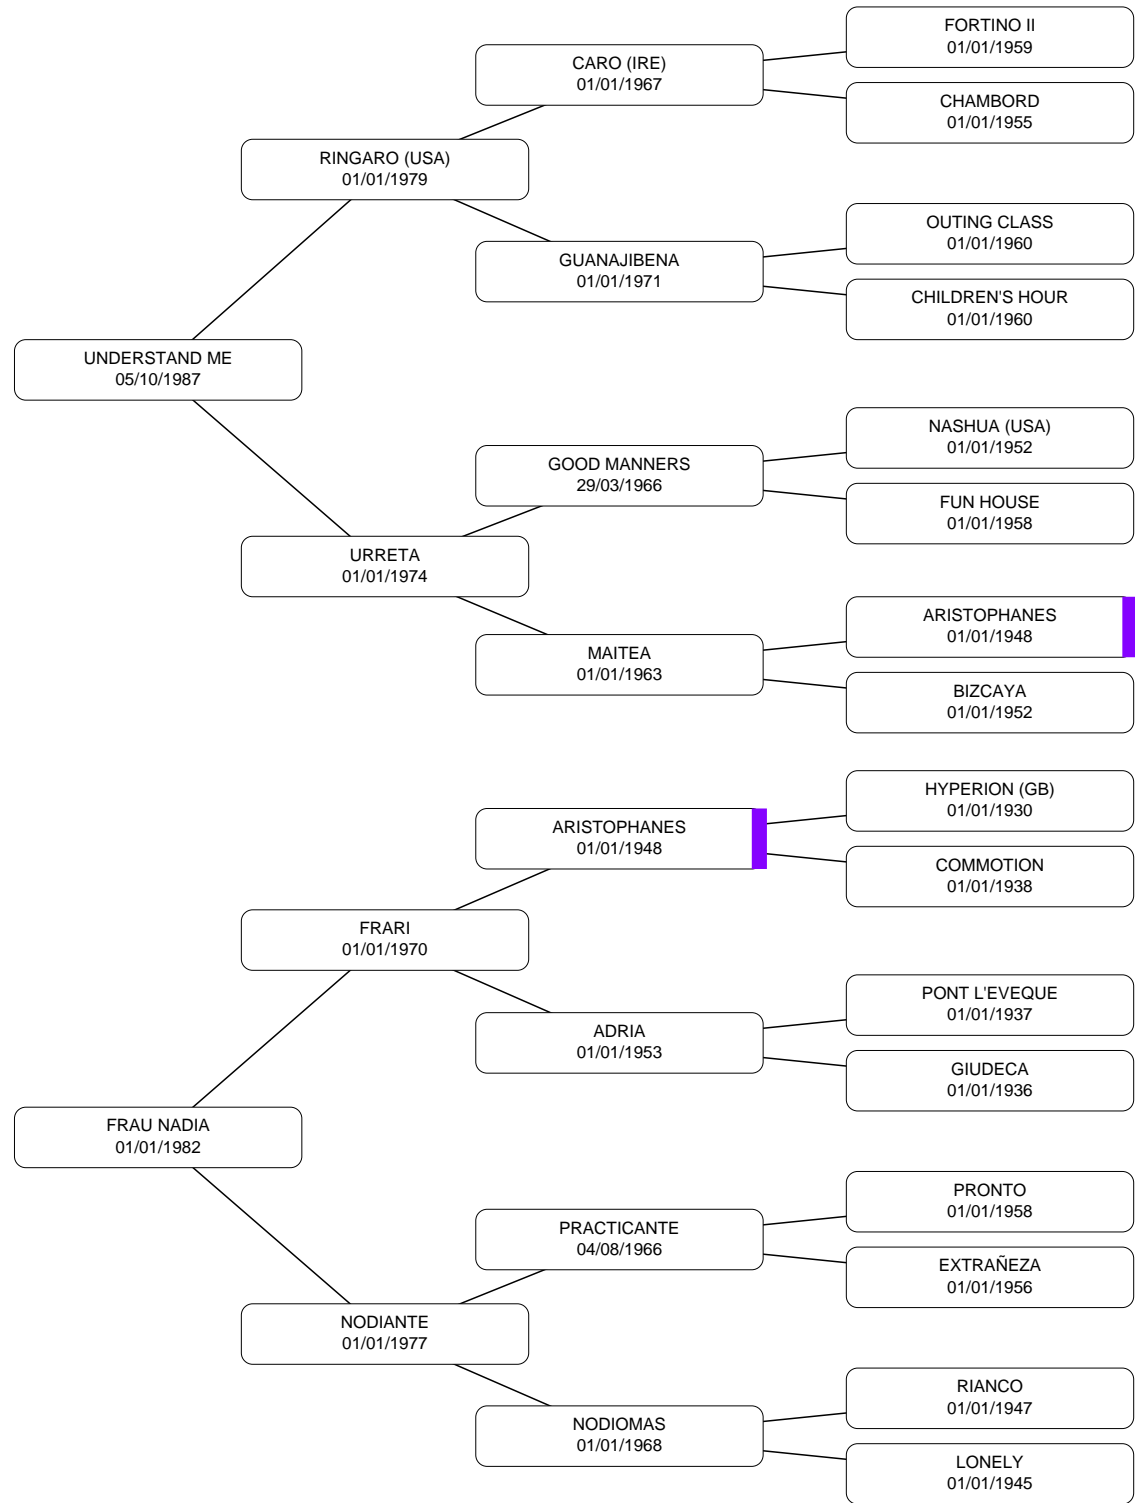 FORTINO II
01/01/1959
CARO (IRE)
01/01/1967
CHAMBORD
01/01/1955
RINGARO (USA)
01/01/1979
OUTING CLASS
01/01/1960
GUANAJIBENA
01/01/1971
CHILDREN'S HOUR
01/01/1960
UNDERSTAND ME
05/10/1987
NASHUA (USA)
01/01/1952
GOOD MANNERS
29/03/1966
FUN HOUSE
01/01/1958
URRETA
01/01/1974
ARISTOPHANES
01/01/1948
MAITEA
01/01/1963
BIZCAYA
01/01/1952
HYPERION (GB)
01/01/1930
ARISTOPHANES
01/01/1948
COMMOTION
01/01/1938
FRARI
01/01/1970
PONT L'EVEQUE
01/01/1937
ADRIA
01/01/1953
GIUDECA
01/01/1936
FRAU NADIA
01/01/1982
PRONTO
01/01/1958
PRACTICANTE
04/08/1966
EXTRAÑEZA
01/01/1956
NODIANTE
01/01/1977
RIANCO
01/01/1947
NODIOMAS
01/01/1968
LONELY
01/01/1945